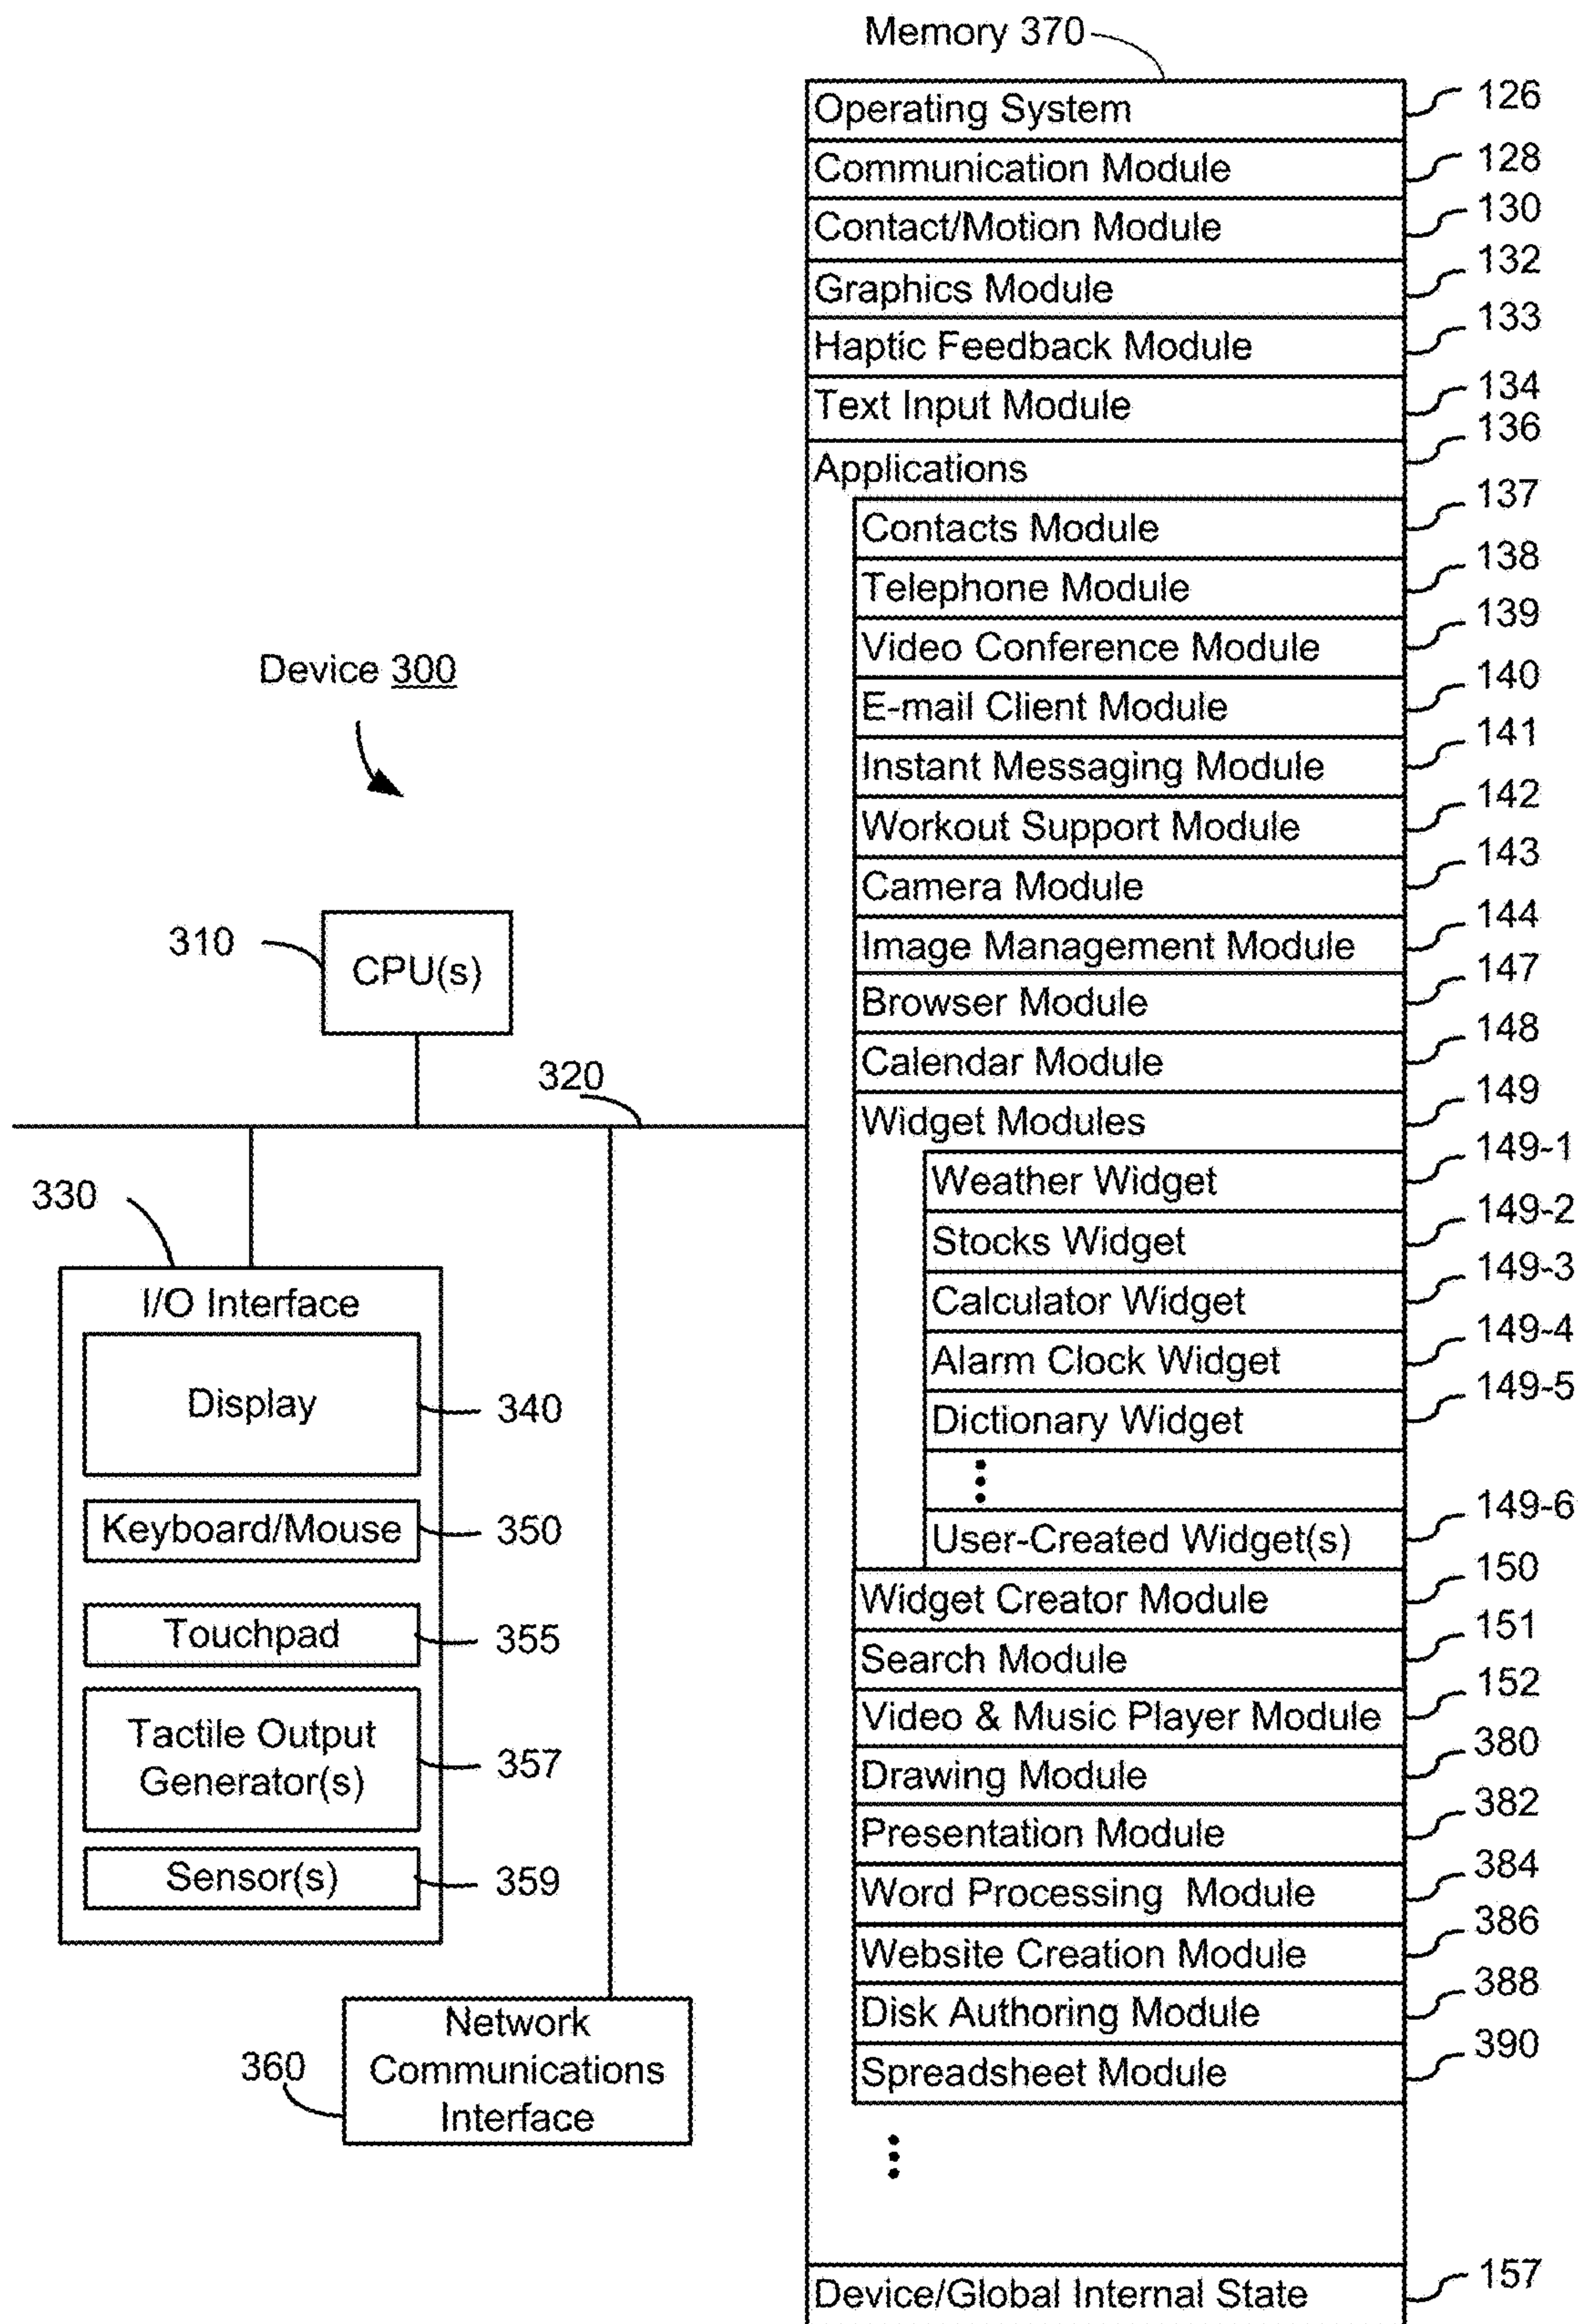 Memory 370
Operating System 126
Communication Module 128
Contact/Motion Module 130
Graphics Module 132
Haptic Feedback Module 133
Text Input Module 134
Applications 136
Contacts Module 137
Telephone Module 138
Video Conference Module 139
E-mail Client Module 140
Instant Messaging Module 141
Workout Support Module 142
Camera Module 143
Image Management Module 144
Browser Module 147
Calendar Module 148
Widget Modules 149
Weather Widget 149-1
Stocks Widget 149-2
Calculator Widget 149-3
Alarm Clock Widget 149-4
Dictionary Widget 149-5
User-Created Widget(s) 149-6
Widget Creator Module 150
Search Module 151
Video & Music Player Module 152
Drawing Module 380
Presentation Module 382
Word Processing Module 384
Website Creation Module 386
Disk Authoring Module 388
Spreadsheet Module 390
Device/Global Internal State 157
Device 300
310
CPU(s)
320
330
I/O Interface
Display 340
Keyboard/Mouse 350
Touchpad 355
Tactile Output
Generator(s) 357
Sensor(s) 359
360
Network
Communications
Interface